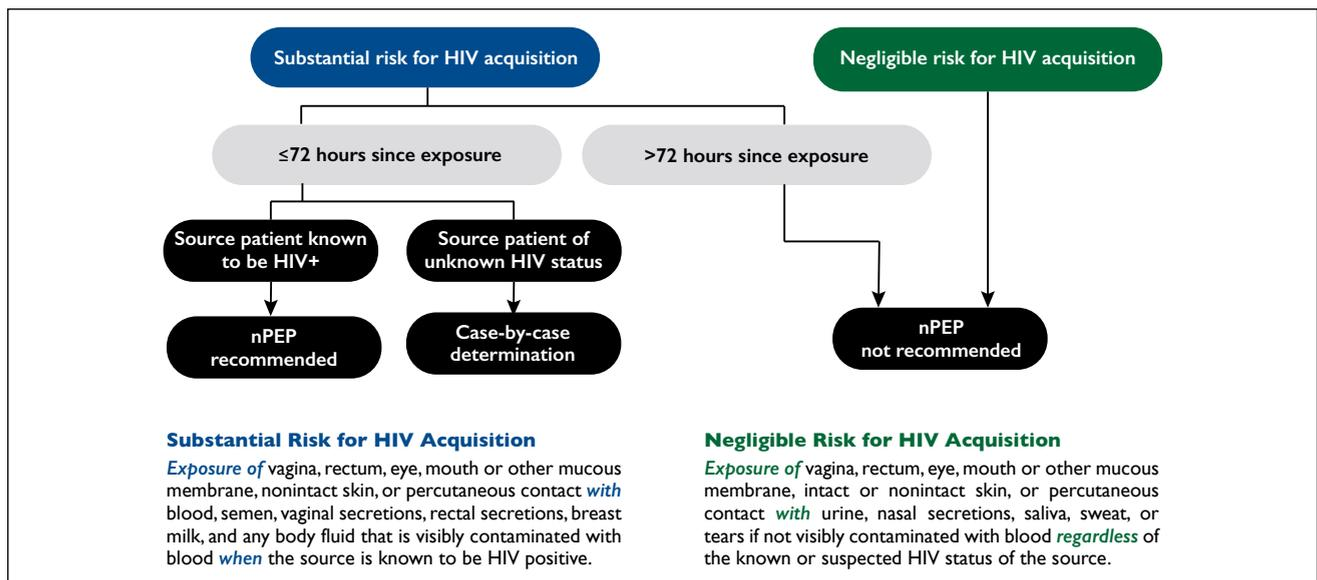 Substantial risk for HIV acquisition
Negligible risk for HIV acquisition
≤72 hours since exposure
>72 hours since exposure
Source patient known
to be HIV+
Source patient of
unknown HIV status
nPEP
recommended
Case-by-case
determination
nPEP
not recommended
Substantial Risk for HIV Acquisition
Exposure of vagina, rectum, eye, mouth or other mucous
membrane, nonintact skin, or percutaneous contact with
blood, semen, vaginal secretions, rectal secretions, breast
milk, and any body fluid that is visibly contaminated with
blood when the source is known to be HIV positive.
Negligible Risk for HIV Acquisition
Exposure of vagina, rectum, eye, mouth or other mucous
membrane, intact or nonintact skin, or percutaneous
contact with urine, nasal secretions, saliva, sweat, or
tears if not visibly contaminated with blood regardless of
the known or suspected HIV status of the source.